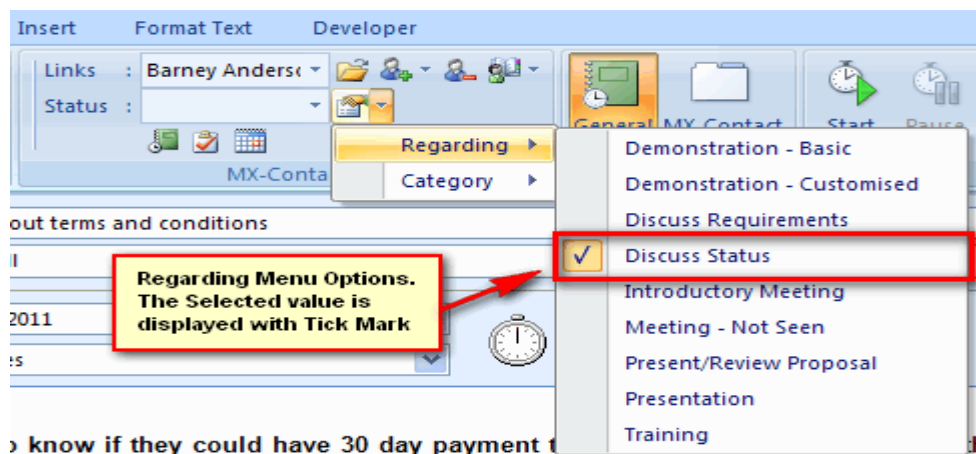 Insert Format Text Developer
Links : Barney Anders
Status :
General MX-Contact Start Pause
MX-Conta
Regarding
Category
Demonstration - Basic
Demonstration - Customised
Discuss Requirements
Discuss Status
Introductory Meeting
Meeting - Not Seen
Present/Review Proposal
Presentation
Training
out terms and conditions
Regarding Menu Options.
The Selected value is
displayed with Tick Mark
2011
es
know if they could have 30 day payment t